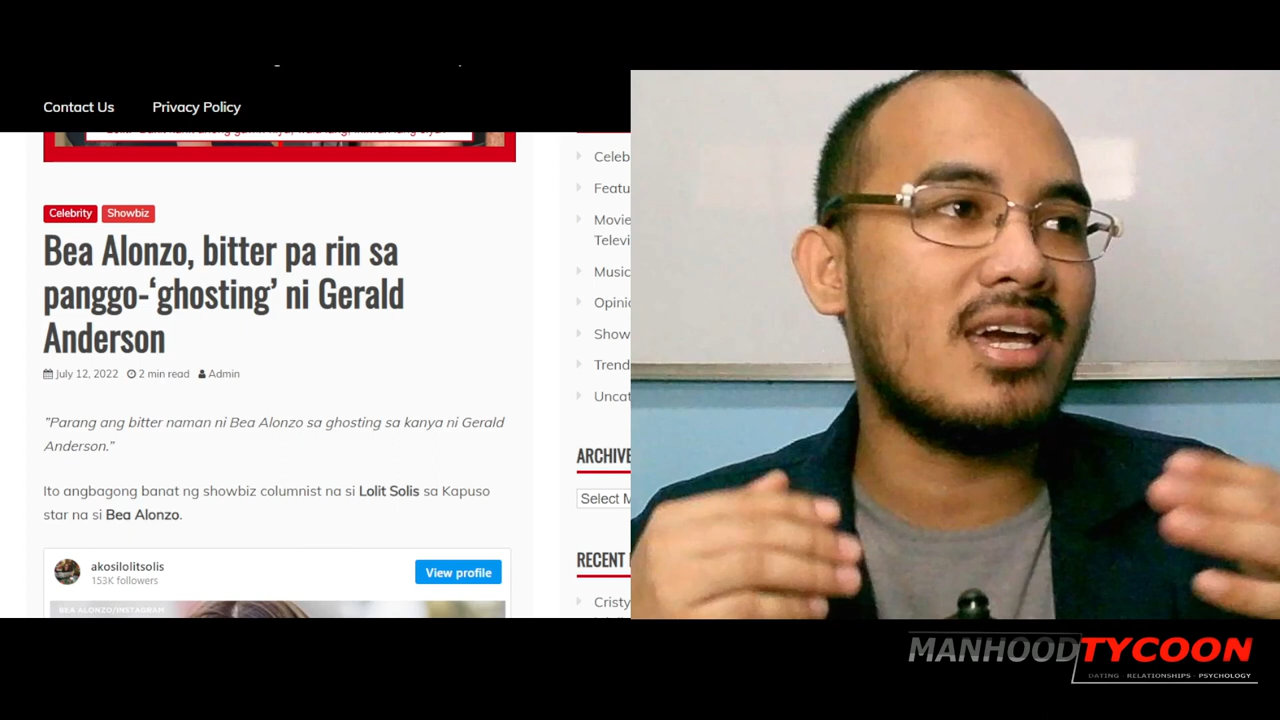 Contact Us Privacy Policy
Celebrity Showbiz
Bea Alonzo, bitter pa rin sa
panggo-‘ghosting’ ni Gerald
Anderson
July 12, 2022 2 min read Admin
"Parang ang bitter naman ni Bea Alonzo sa ghosting sa kanya ni Gerald
Anderson."
Ito angbagong banat ng showbiz columnist na si Lolit Solis sa Kapuso
star na si Bea Alonzo.
akosilolitsolis
153K followers
View profile
BEA ALONZO/INSTAGRAM
Celeb
Featu
Movie
Televi
Music
Opini
Show
Trend
Uncat
ARCHIVE
Select M
RECENT
Cristy
MANHOODTYCOON
DATING · RELATIONSHIPS · PSYCHOLOGY